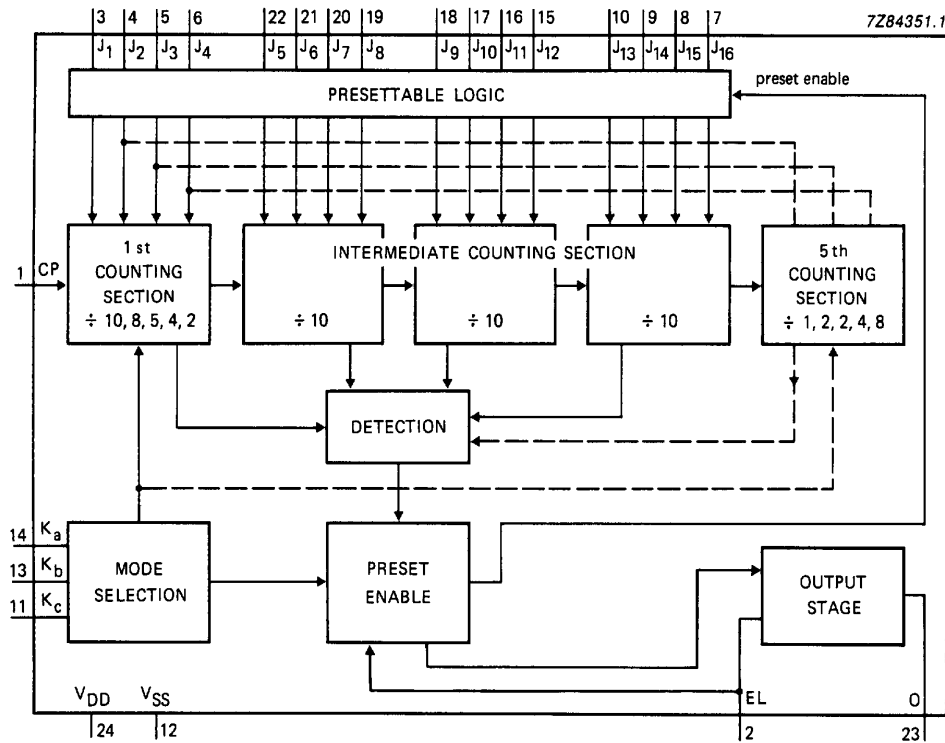 3 4 5 6 22 21 20 19 18 17 16 15 10 9 8 7 7Z84351.1
J1 J2 J3 J4 J5 J6 J7 J8 J9 J10 J11 J12 J13 J14 J15 J16
preset enable
PRESETTABLE LOGIC
1 st
COUNTING
SECTION
÷ 10, 8, 5, 4, 2
INTERMEDIATE COUNTING SECTION
÷ 10
÷ 10
÷ 10
5 th
COUNTING
SECTION
÷ 1, 2, 2, 4, 8
1 CP
DETECTION
14 Ka
13 Kb
11 Kc
MODE
SELECTION
PRESET
ENABLE
OUTPUT
STAGE
VDD VSS EL O
24 12 2 23